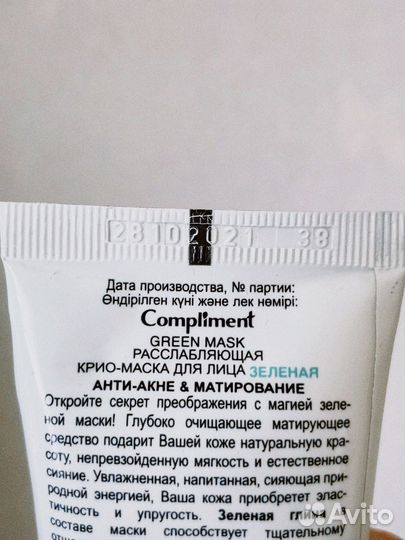 28102021 38
Дата производства, № партии:
Өндірілген күні және лек нөмірі:
Compliment
GREEN MASK
РАССЛАБЛЯЮЩАЯ
КРИО-МАСКА ДЛЯ ЛИЦА ЗЕЛЕНАЯ
АНТИ-АКНЕ & МАТИРОВАНИЕ
Откройте секрет преображения с магией зеле-
ной маски! Глубоко очищающее матирующее
средство подарит Вашей коже натуральную кра-
соту, непревзойденную мягкость и естественное
сияние. Увлажненная, напитанная, сияющая при-
родной энергией, Ваша кожа приобретет элас-
тичность и упругость. Зеленая глина в
составе маски способствует тщательному
Avito